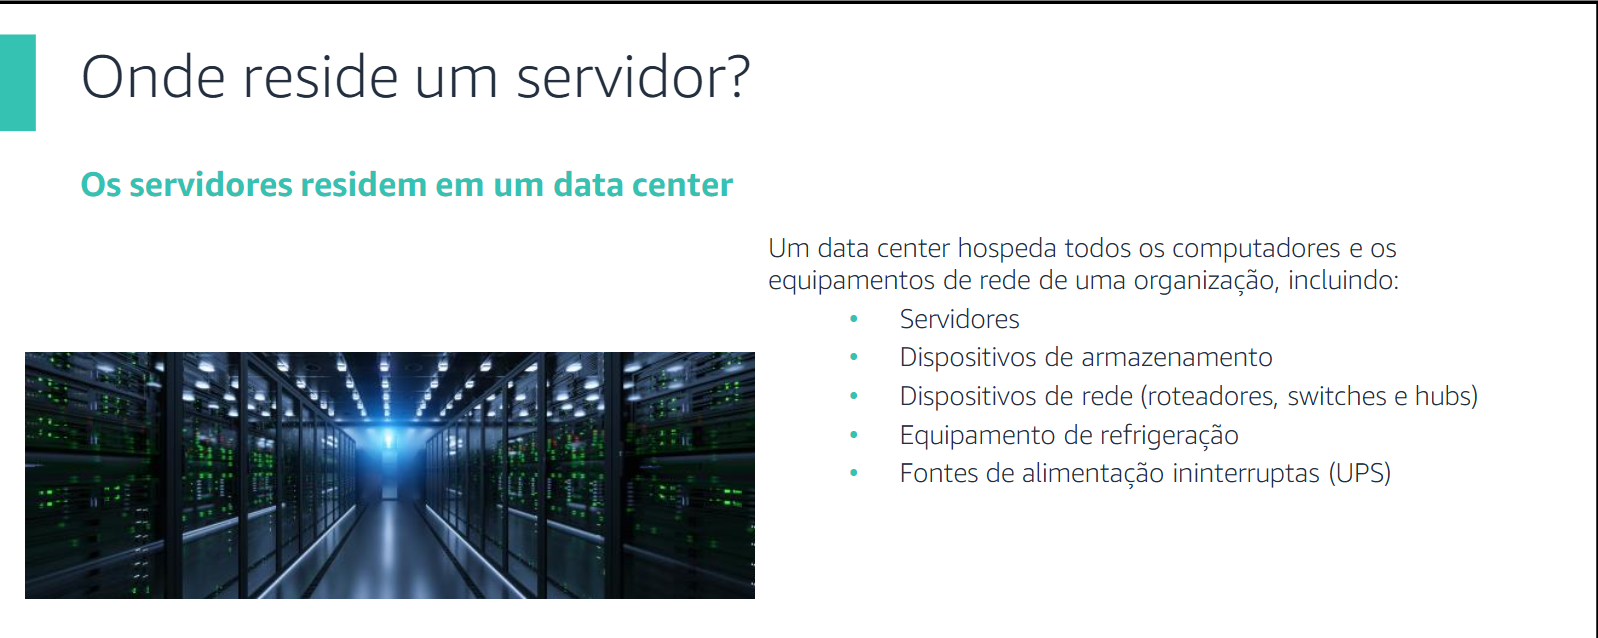 Onde reside um servidor?
Os servidores residem em um data center
Um data center hospeda todos os computadores e os
equipamentos de rede de uma organização, incluindo:
• Servidores
• Dispositivos de armazenamento
• Dispositivos de rede (roteadores, switches e hubs)
• Equipamento de refrigeração
• Fontes de alimentação ininterruptas (UPS)